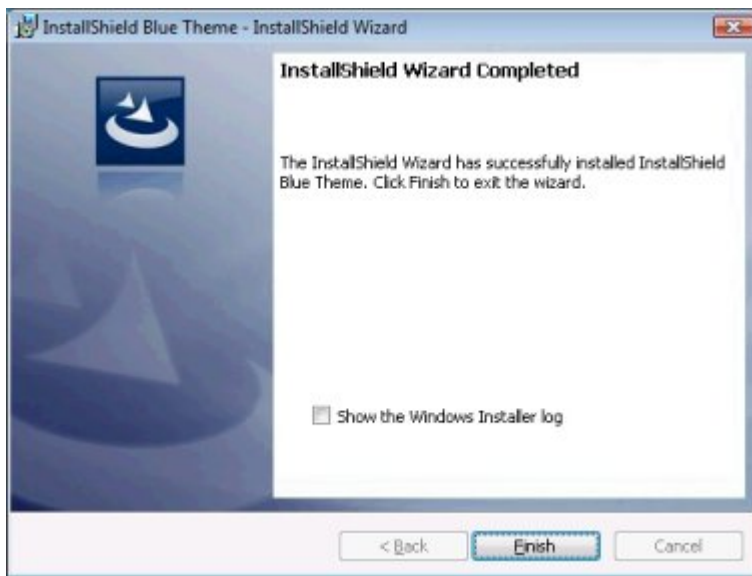 InstallShield Blue Theme - InstallShield Wizard
InstallShield Wizard Completed
The InstallShield Wizard has successfully installed InstallShield
Blue Theme. Click Finish to exit the wizard.
Show the Windows Installer log
< Back Finish Cancel